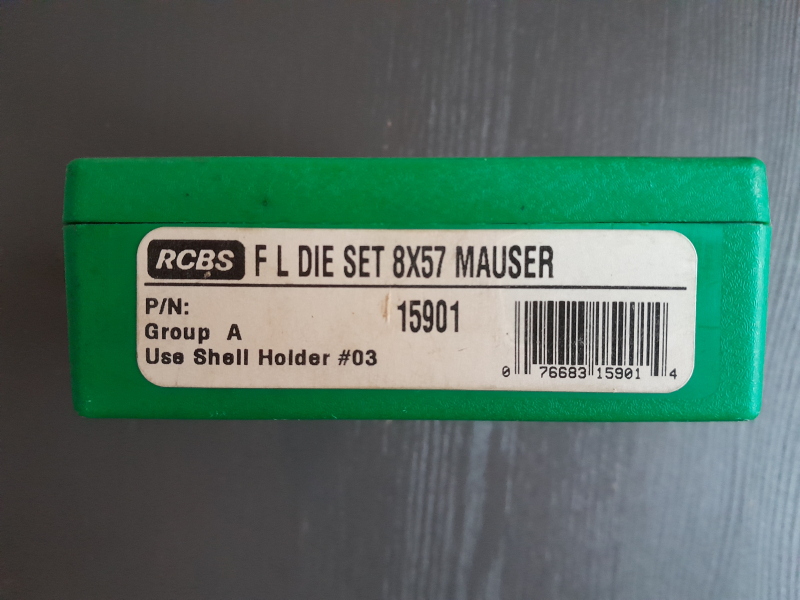 RCBS F L DIE SET 8X57 MAUSER
P/N: 15901
Group A
Use Shell Holder #03
0 76683 15901 4